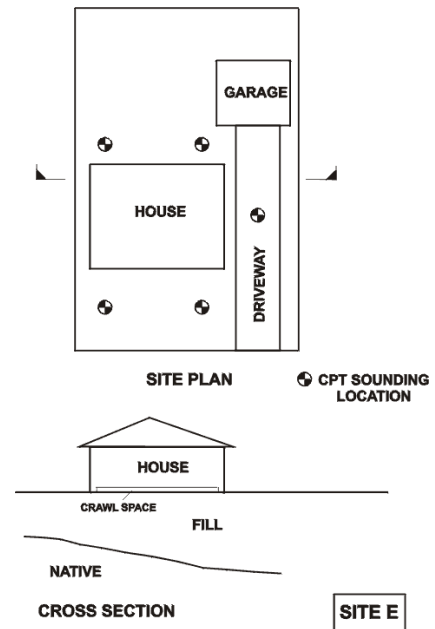 GARAGE
HOUSE
DRIVEWAY
SITE PLAN
CPT SOUNDING
LOCATION
HOUSE
CRAWL SPACE
FILL
NATIVE
CROSS SECTION
SITE E